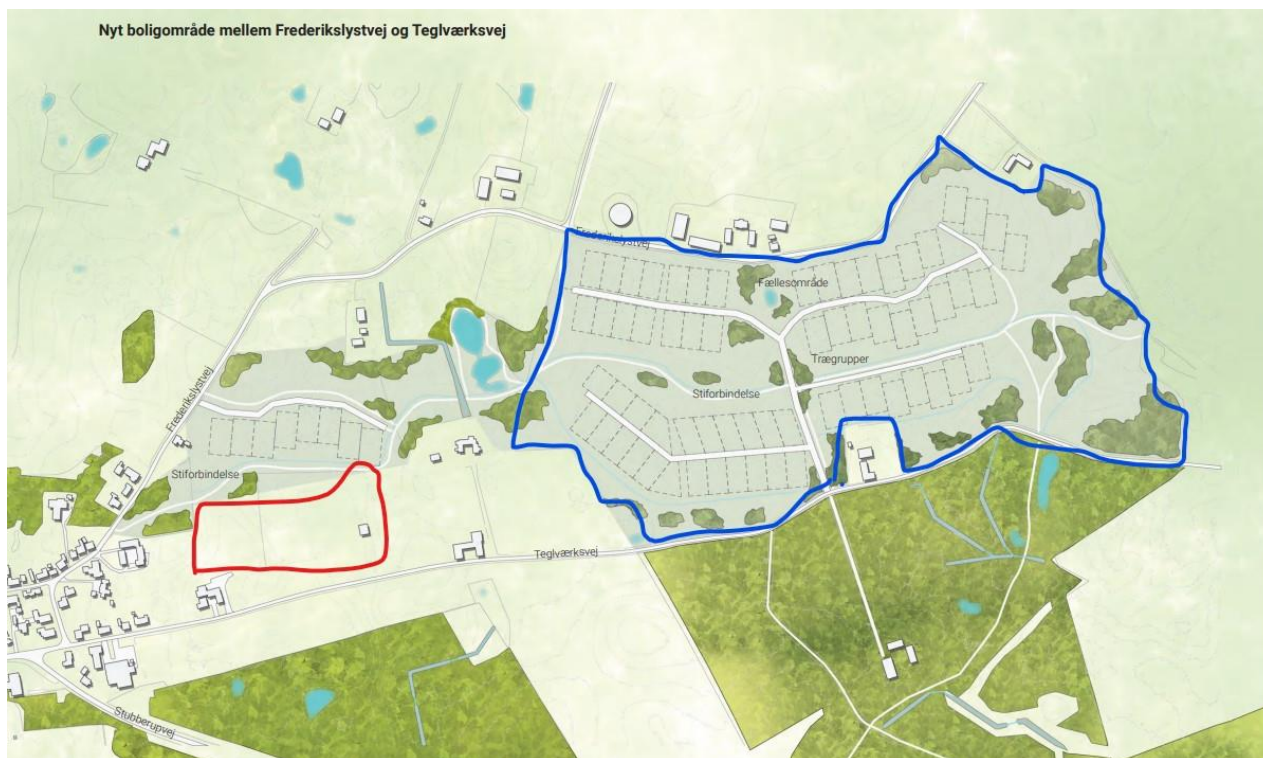 Nyt boligområde mellem Frederikslystvej og Teglværksvej
Frederikslystvej
Fællesområde
Trægrupper
Stiforbindelse
Frederikslystvej
Stiforbindelse
Teglværksvej
Stubberupvej